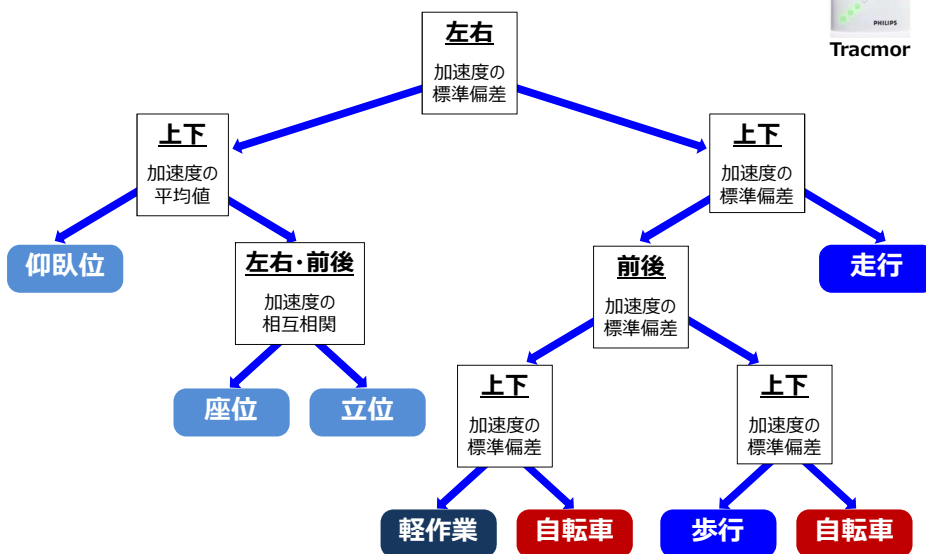 PHILIPS
Tracmor
左右
加速度の
標準偏差
上下
加速度の
平均値
上下
加速度の
標準偏差
仰臥位
左右･前後
加速度の
相互相関
前後
加速度の
標準偏差
走行
座位
立位
上下
加速度の
標準偏差
上下
加速度の
標準偏差
軽作業
自転車
歩行
自転車